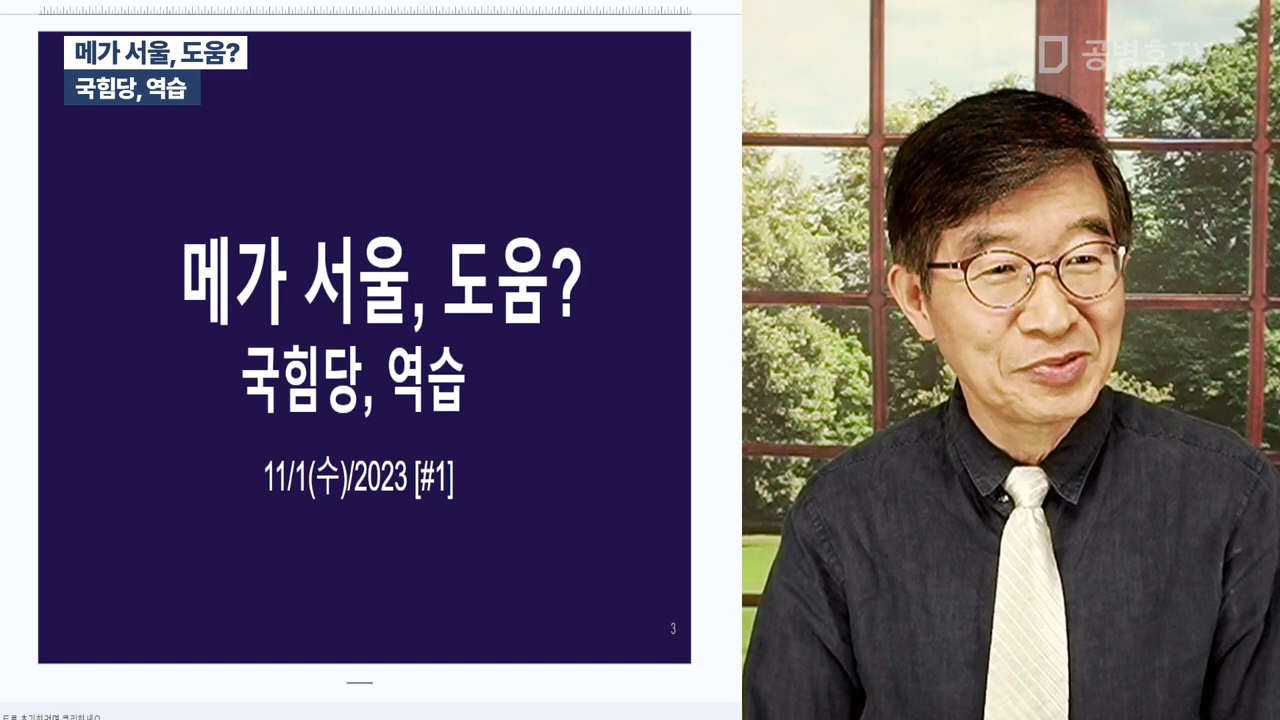 메가 서울, 도움?
국힘당, 역습
공병호TV
메가 서울, 도움?
국힘당, 역습
11/1(수)/2023 [#1]
3